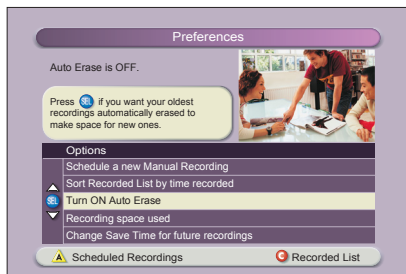 Preferences
Auto Erase is OFF.
Press SEL if you want your oldest
recordings automatically erased to
make space for new ones.
Options
Schedule a new Manual Recording
Sort Recorded List by time recorded
SEL Turn ON Auto Erase
Recording space used
Change Save Time for future recordings
A Scheduled Recordings C Recorded List